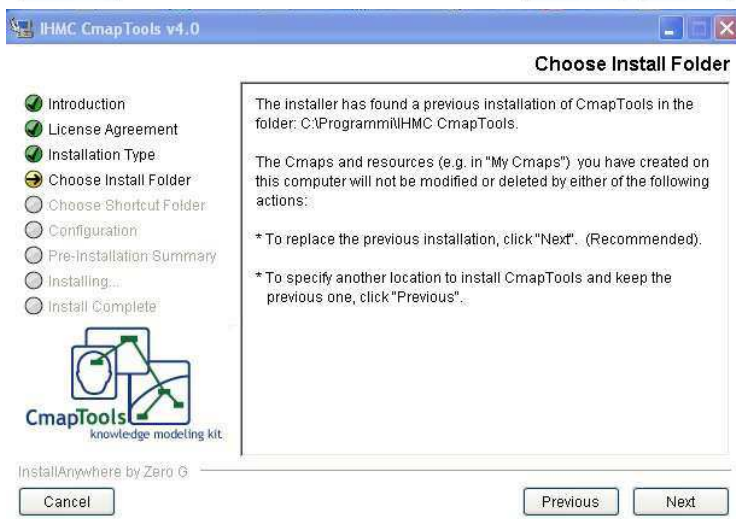 IHMC CmapTools v4.0
Choose Install Folder
Introduction
License Agreement
Installation Type
Choose Install Folder
Choose Shortcut Folder
Configuration
Pre-Installation Summary
Installing...
Install Complete
The installer has found a previous installation of CmapTools in the
folder: C:\Programmi\IHMC CmapTools.
The Cmaps and resources (e.g. in "My Cmaps") you have created on
this computer will not be modified or deleted by either of the following
actions:
* To replace the previous installation, click "Next". (Recommended).
* To specify another location to install CmapTools and keep the
previous one, click "Previous".
CmapTools
knowledge modeling kit
InstallAnywhere by Zero G
Cancel
Previous
Next